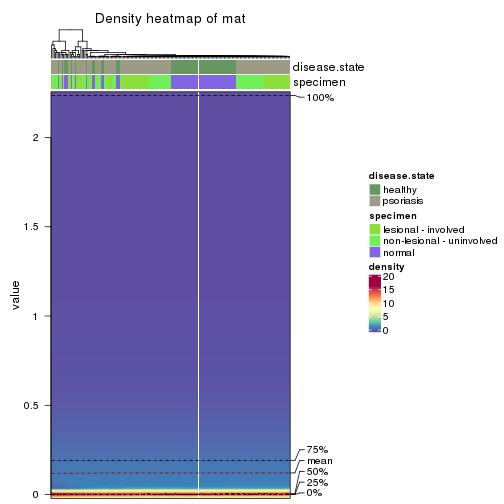 Density heatmap of mat
disease.state
specimen
100%
2
1.5
1
0.5
0
value
75%
mean
50%
25%
0%
disease.state
healthy
psoriasis
specimen
lesional - involved
non-lesional - uninvolved
normal
density
20
15
10
5
0